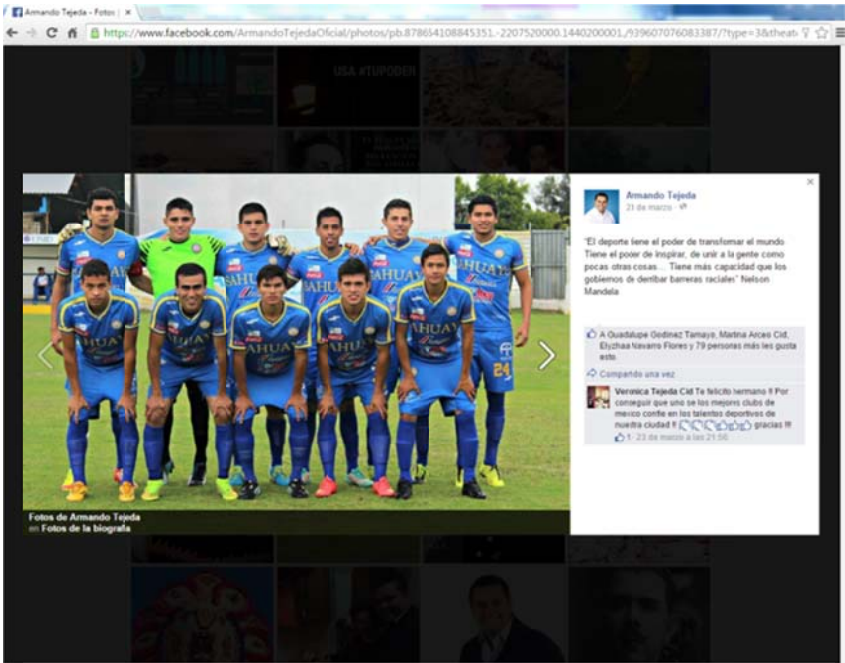 Armando Tejeda - Fotos |
https://www.facebook.com/ArmandoTejedaOficial/photos/pb.878654108845351.-2207520000.1440200001./939607076083387/?type=3&theat
USA #TUPODER
Armando Tejeda
21 de marzo
"El deporte tiene el poder de transformar el mundo
Tiene el poder de inspirar, de unir a la gente como
pocas otras cosas... Tiene más capacidad que los
gobiernos de derribar barreras raciales" Nelson
Mandela
A Guadalupe Godinez Tamayo, Martina Arceo Cid,
Elyzhaa Navarro Flores y 79 personas más les gusta
esto.
Compartido una vez
Veronica Tejeda Cid Te felicito hermano !! Por
conseguir que uno se los mejores clubs de
mexico confie en los talentos deportivos de
nuestra ciudad !! gracias !!!
1 · 23 de marzo a las 21:56
SAHUAY
AHUAY
24
Fotos de Armando Tejeda
en Fotos de la biografía